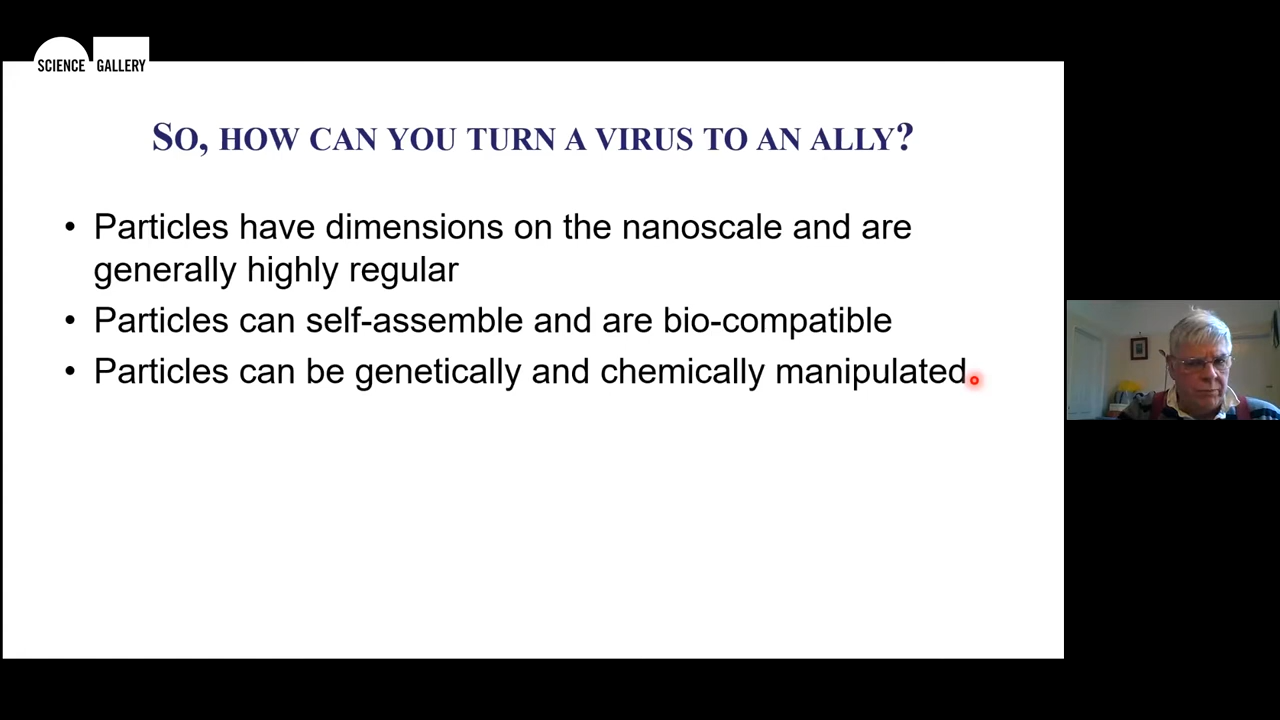 SCIENCE GALLERY
SO, HOW CAN YOU TURN A VIRUS TO AN ALLY?
• Particles have dimensions on the nanoscale and are
generally highly regular
• Particles can self-assemble and are bio-compatible
• Particles can be genetically and chemically manipulated.